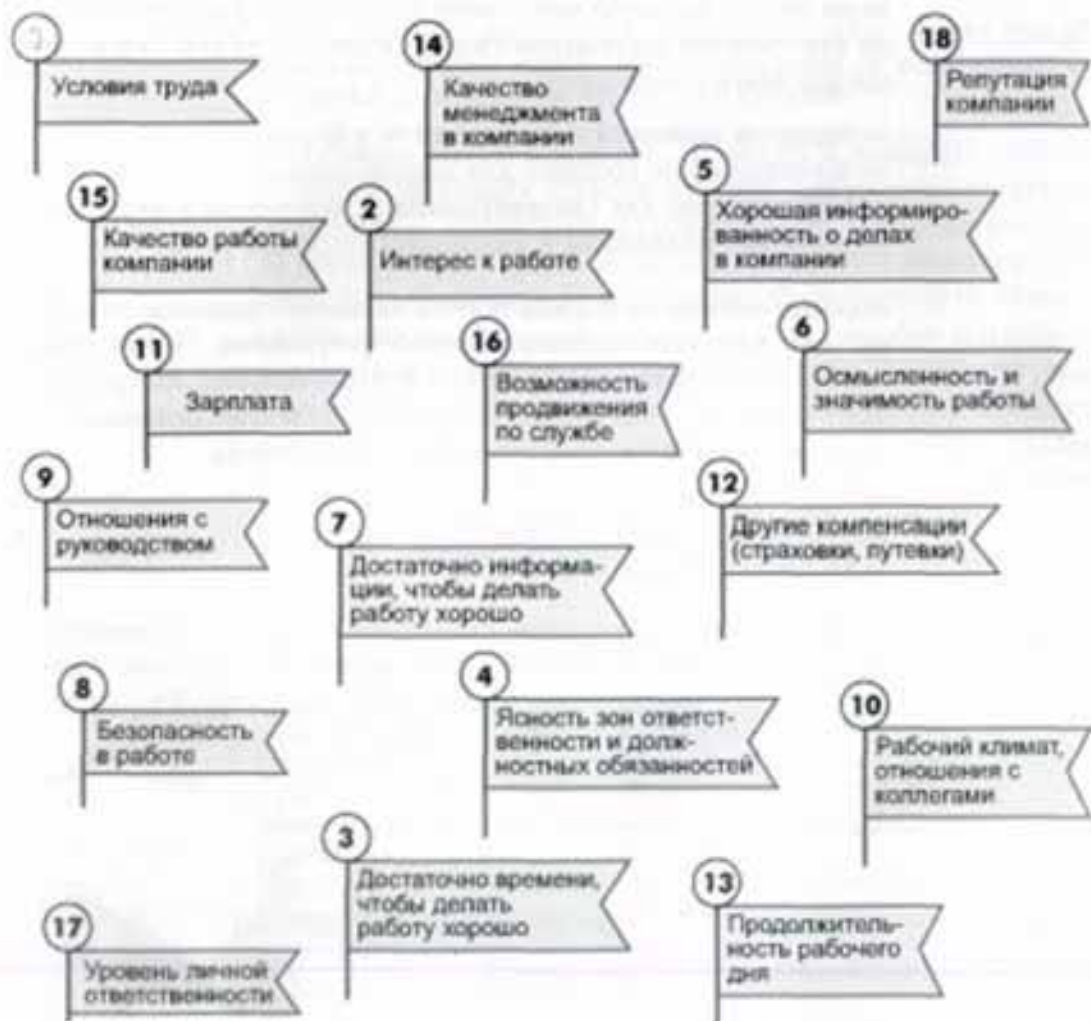 Условия труда
14
Качество
менеджмента
в компании
18
Репутация
компании
15
Качество работы
компании
2
Интерес к работе
5
Хорошая информиро-
ванность о делах
в компании
11
Зарплата
16
Возможность
продвижения
по службе
6
Осмысленность и
значимость работы
9
Отношения с
руководством
7
Достаточно информа-
ции, чтобы делать
работу хорошо
12
Другие компенсации
(страховки, путевки)
8
Безопасность
в работе
4
Ясность зон ответст-
венности и долж-
ностных обязанностей
10
Рабочий климат,
отношения с
коллегами
3
Достаточно времени,
чтобы делать
работу хорошо
13
Продолжитель-
ность рабочего
дня
17
Уровень личной
ответственности